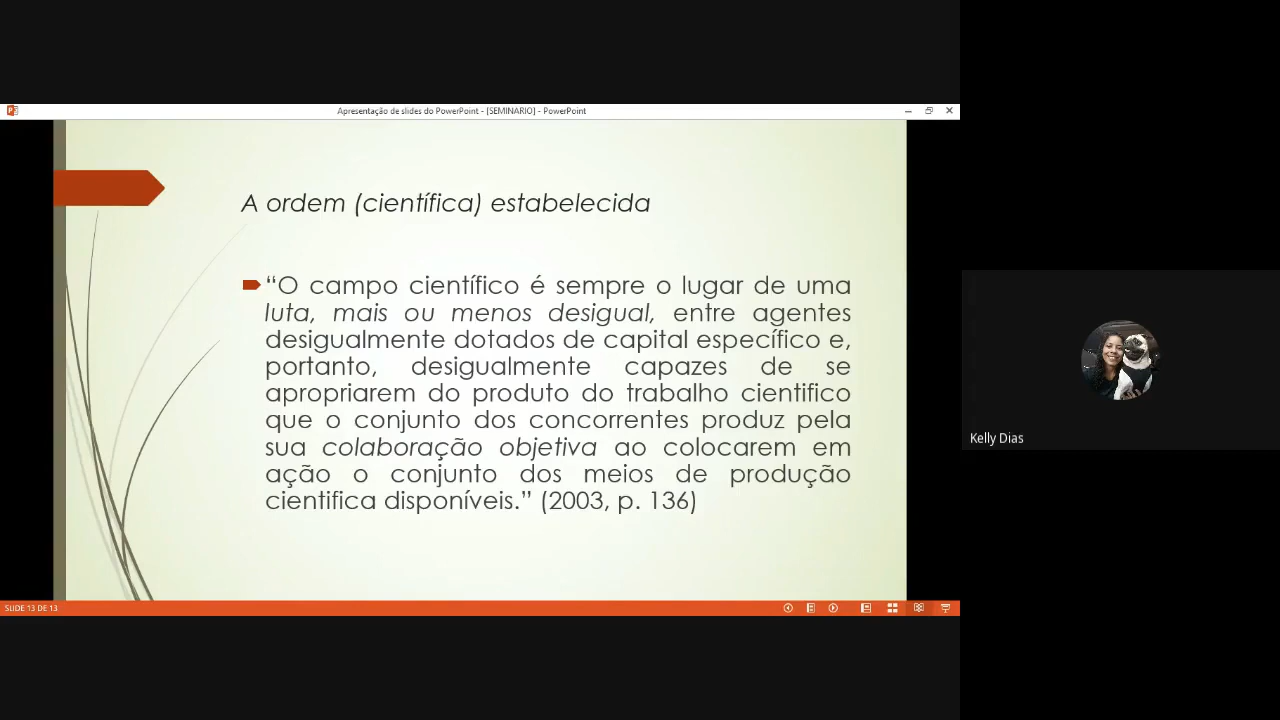 Apresentação de slides do PowerPoint - [SEMINARIO] - PowerPoint
A ordem (científica) estabelecida
“O campo científico é sempre o lugar de uma
luta, mais ou menos desigual, entre agentes
desigualmente dotados de capital específico e,
portanto, desigualmente capazes de se
apropriarem do produto do trabalho cientifico
que o conjunto dos concorrentes produz pela
sua colaboração objetiva ao colocarem em
ação o conjunto dos meios de produção
cientifica disponíveis.” (2003, p. 136)
Kelly Dias
SLIDE 13 DE 13